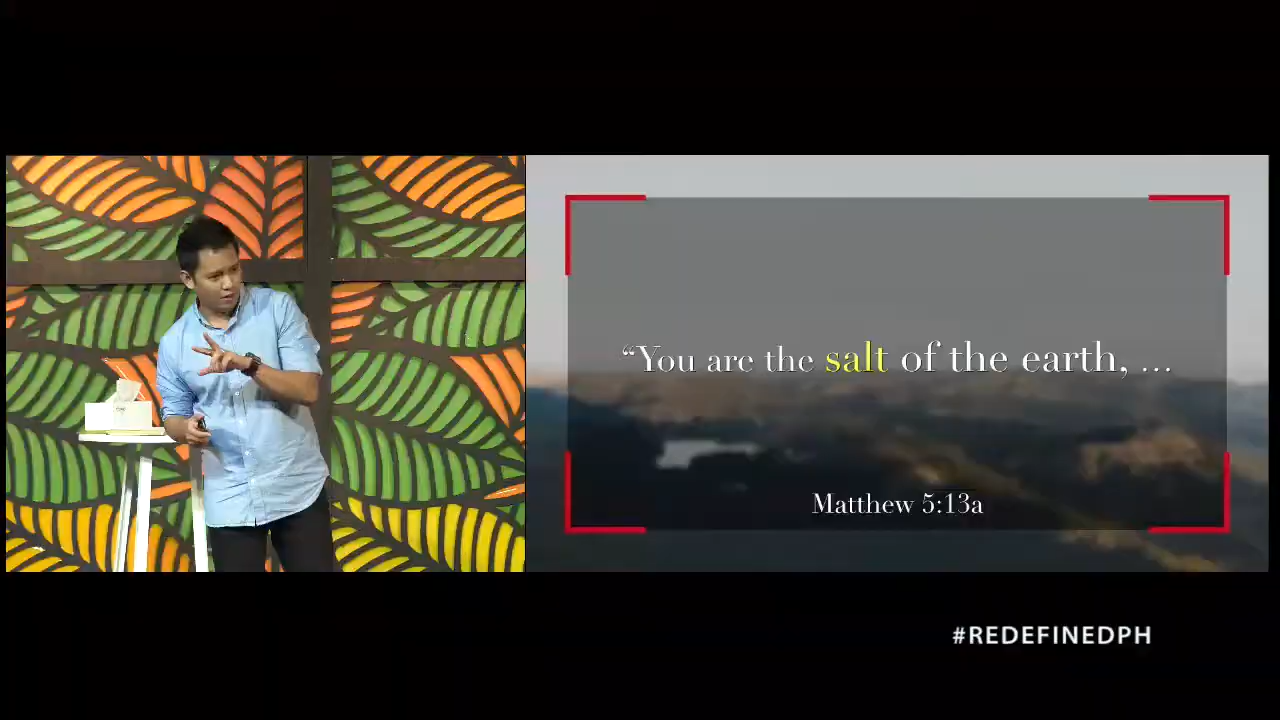 “You are the salt of the earth, ...
Matthew 5:13a
#REDEFINEDPH